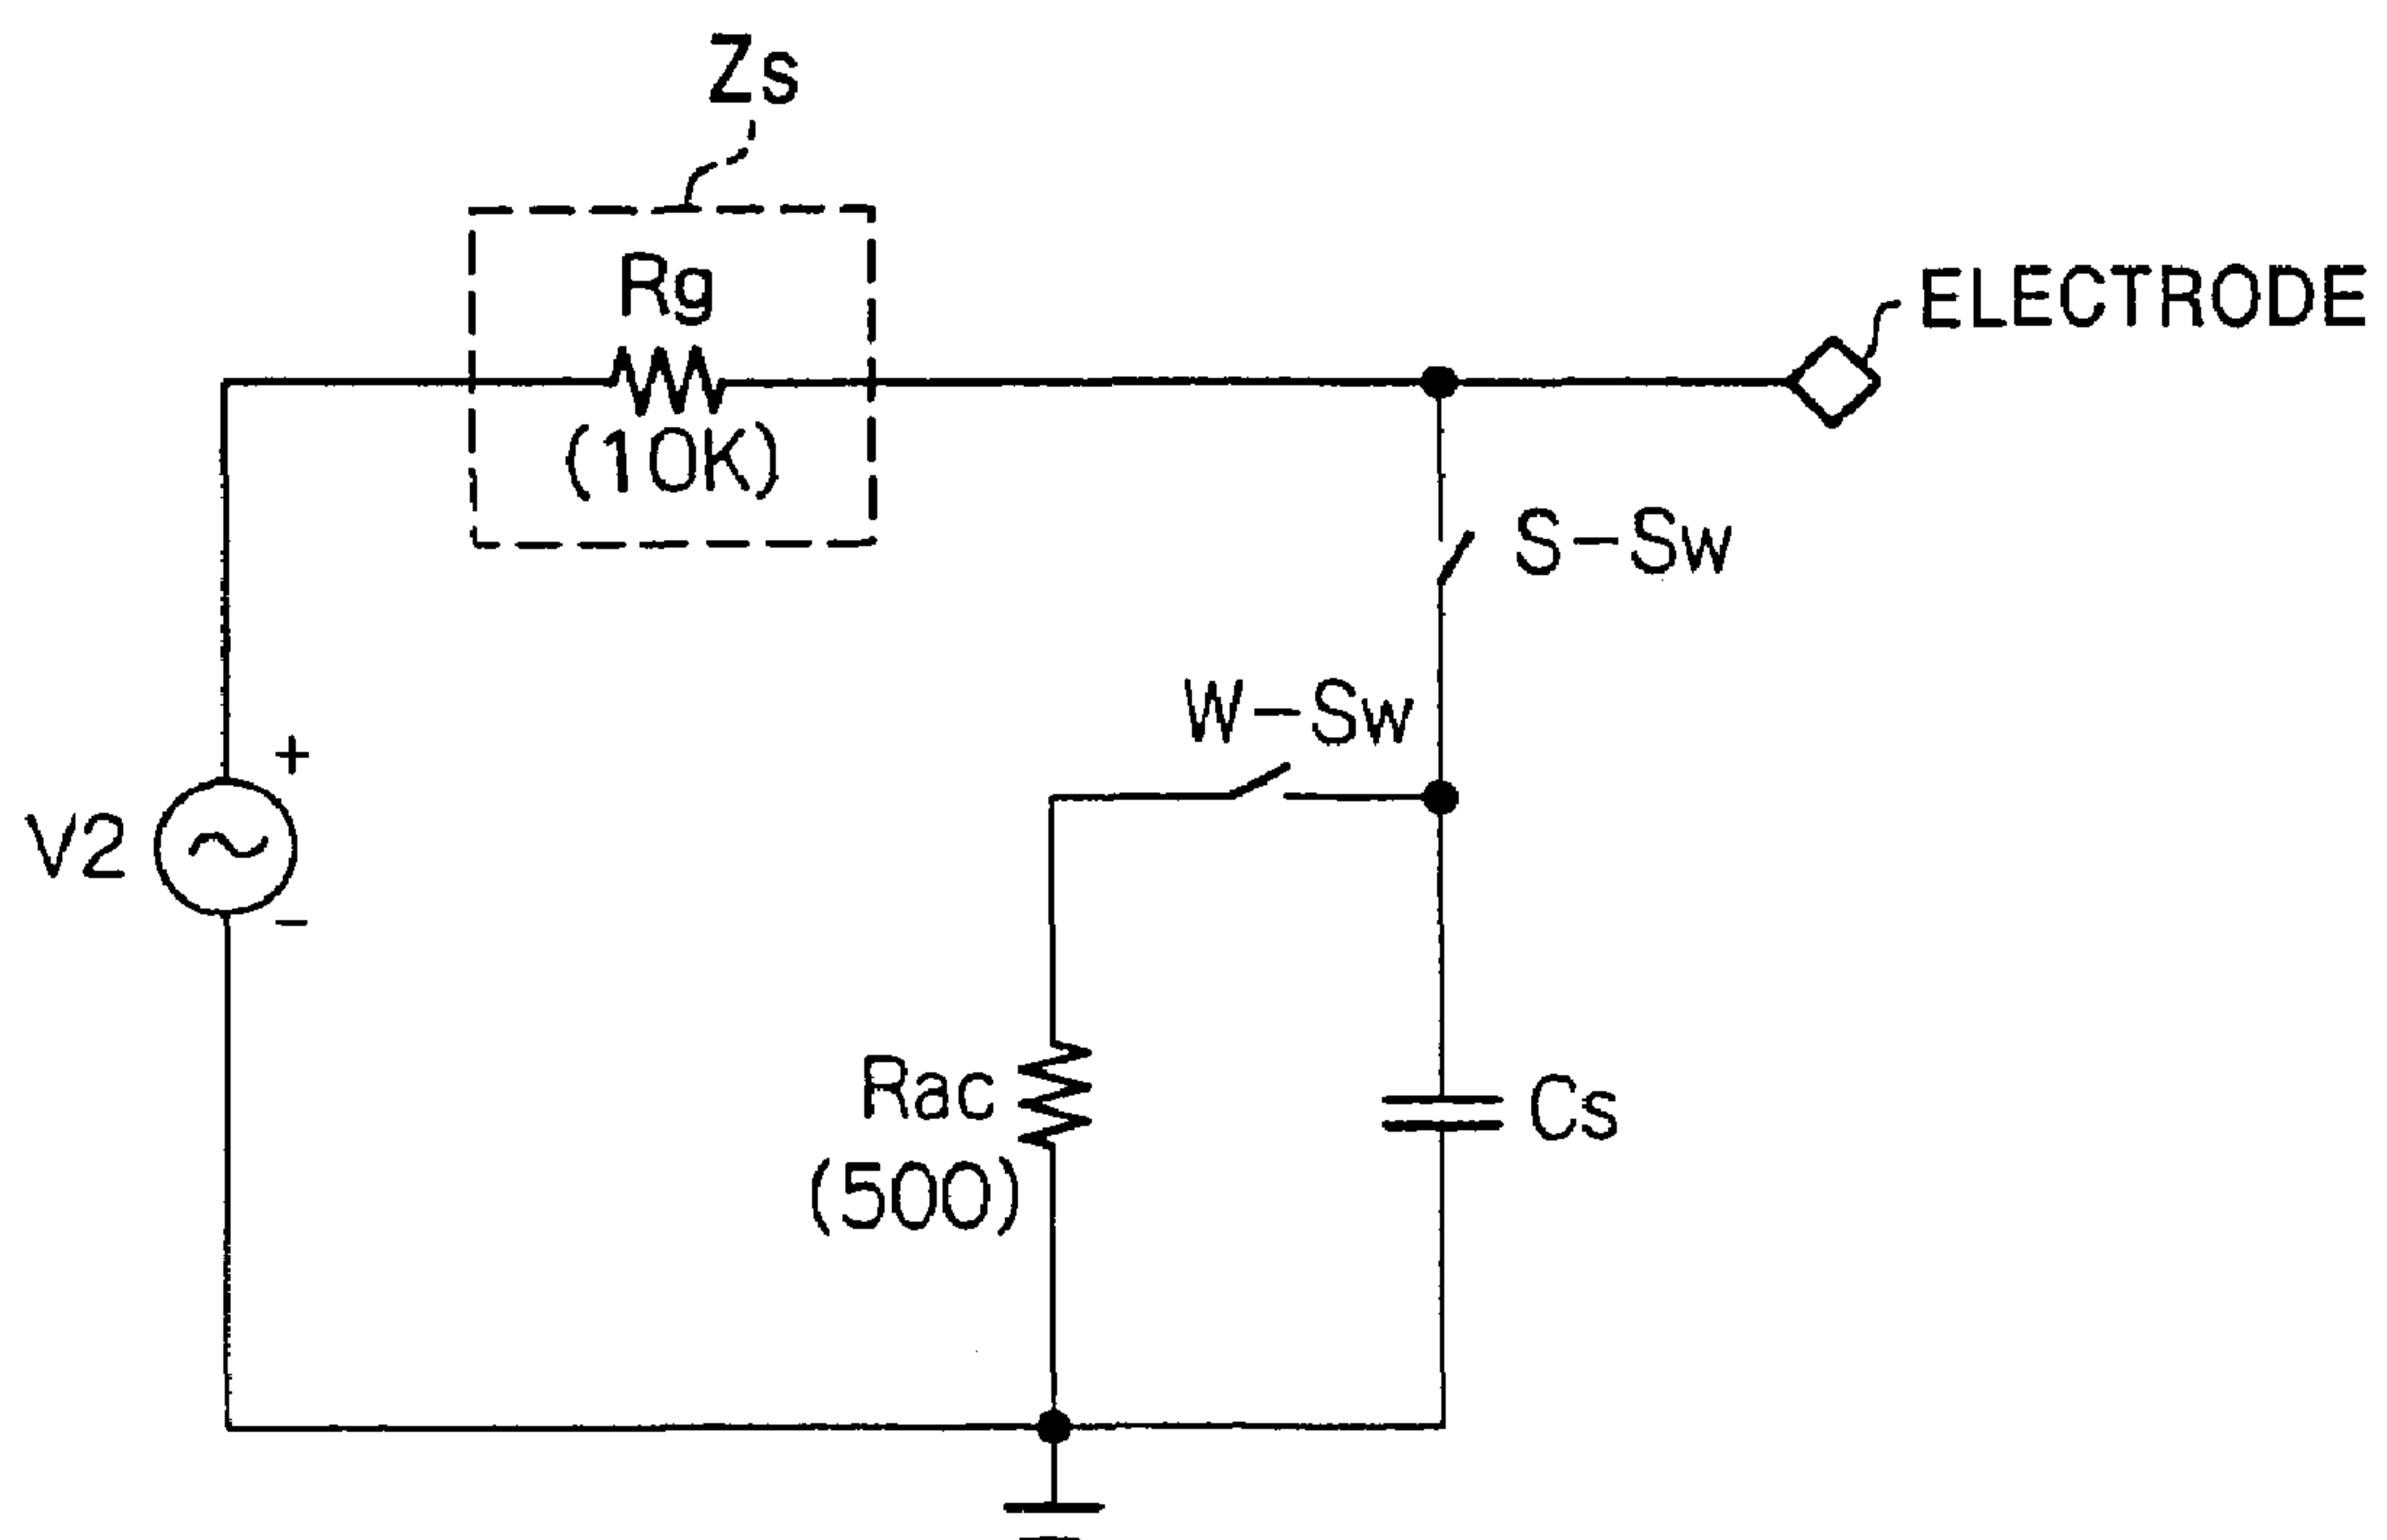 Zs
Rg
(10K)
ELECTRODE
S-Sw
W-Sw
+
V2
-
Rac
(500)
Cs